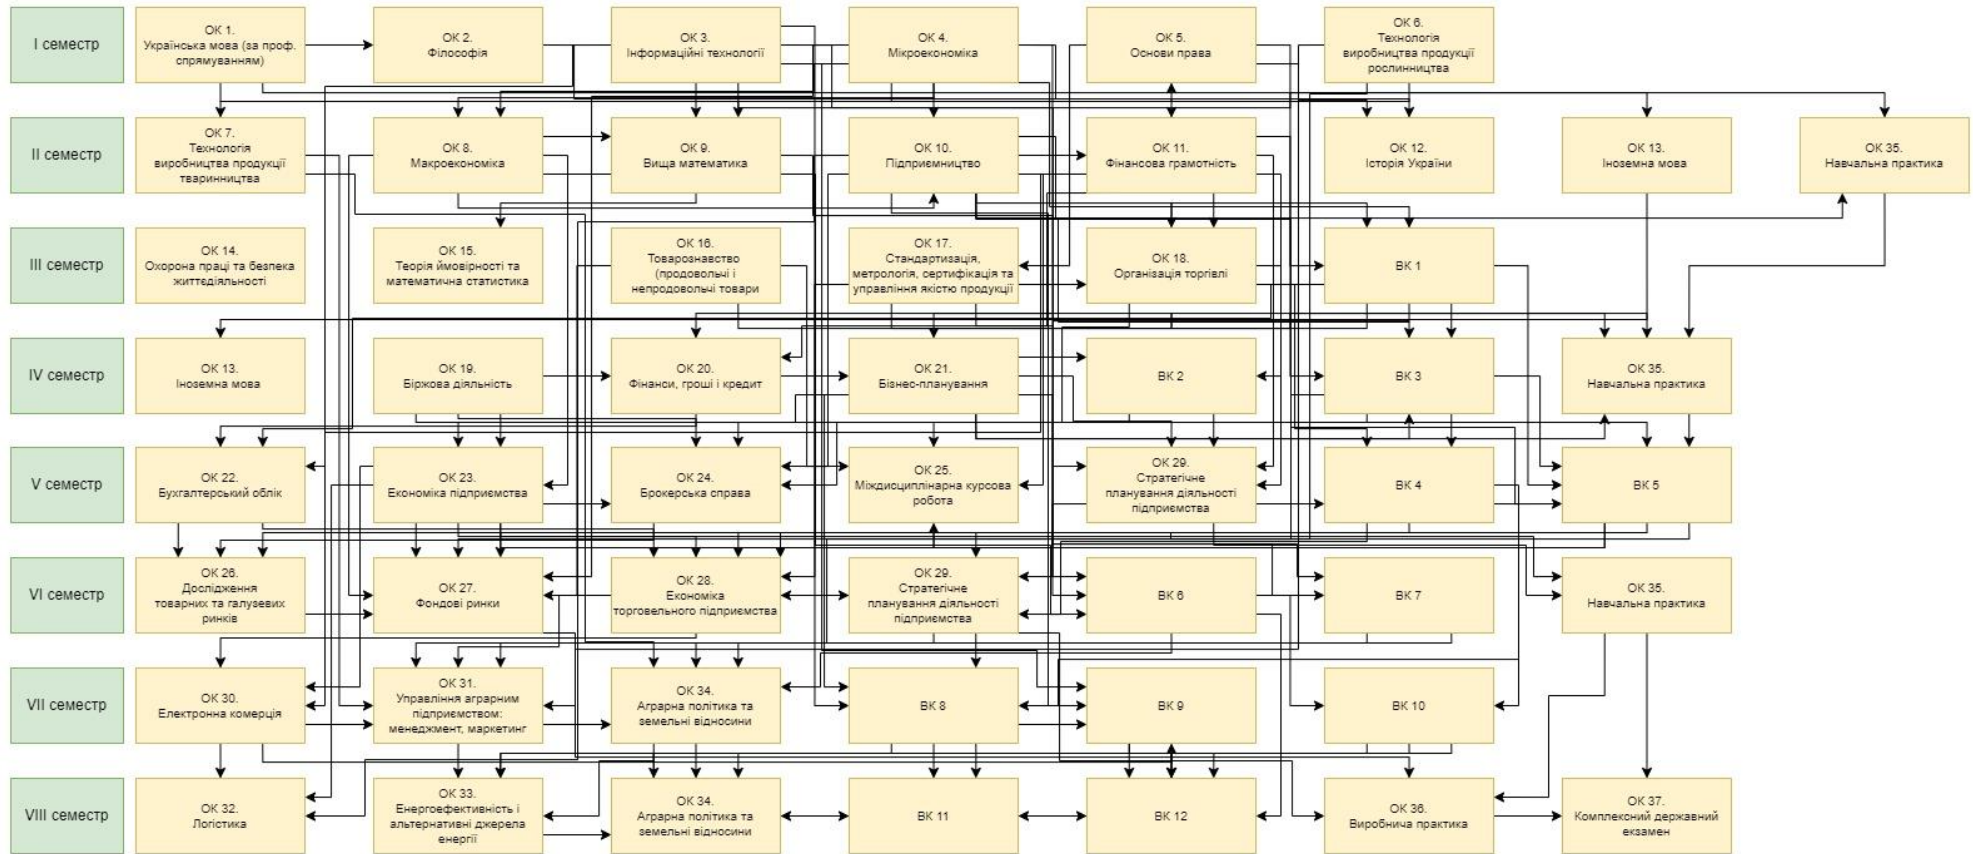 I семестр
ОК 1.
Українська мова (за проф.
спрямуванням)
ОК 2.
Філософія
ОК 3.
Інформаційні технології
ОК 4.
Мікроекономіка
ОК 5.
Основи права
ОК 6.
Технологія
виробництва продукції
рослинництва
II семестр
ОК 7.
Технологія
виробництва продукції
тваринництва
ОК 8.
Макроекономіка
ОК 9.
Вища математика
ОК 10.
Підприємництво
ОК 11.
Фінансова грамотність
ОК 12.
Історія України
ОК 13.
Іноземна мова
ОК 35.
Навчальна практика
III семестр
ОК 14.
Охорона праці та безпека
життєдіяльності
ОК 15.
Теорія ймовірності та
математична статистика
ОК 16.
Товарознавство
(продовольчі і
непродовольчі товари
ОК 17.
Стандартизація,
метрологія, сертифікація та
управління якістю продукції
ОК 18.
Організація торгівлі
ВК 1
IV семестр
ОК 13.
Іноземна мова
ОК 19.
Біржова діяльність
ОК 20.
Фінанси, гроші і кредит
ОК 21.
Бізнес-планування
ВК 2
ВК 3
ОК 35.
Навчальна практика
V семестр
ОК 22.
Бухгалтерський облік
ОК 23.
Економіка підприємства
ОК 24.
Брокерська справа
ОК 25.
Міждисциплінарна курсова
робота
ОК 29.
Стратегічне
планування діяльності
підприємства
ВК 4
ВК 5
VI семестр
ОК 26.
Дослідження
товарних та галузевих
ринків
ОК 27.
Фондові ринки
ОК 28.
Економіка
торговельного підприємства
ОК 29.
Стратегічне
планування діяльності
підприємства
ВК 6
ВК 7
ОК 35.
Навчальна практика
VII семестр
ОК 30.
Електронна комерція
ОК 31.
Управління аграрним
підприємством:
менеджмент, маркетинг
ОК 34.
Аграрна політика та
земельні відносини
ВК 8
ВК 9
ВК 10
VIII семестр
ОК 32.
Логістика
ОК 33.
Енергоефективність і
альтернативні джерела
енергії
ОК 34.
Аграрна політика та
земельні відносини
ВК 11
ВК 12
ОК 36.
Виробнича практика
ОК 37.
Комплексний державний
екзамен